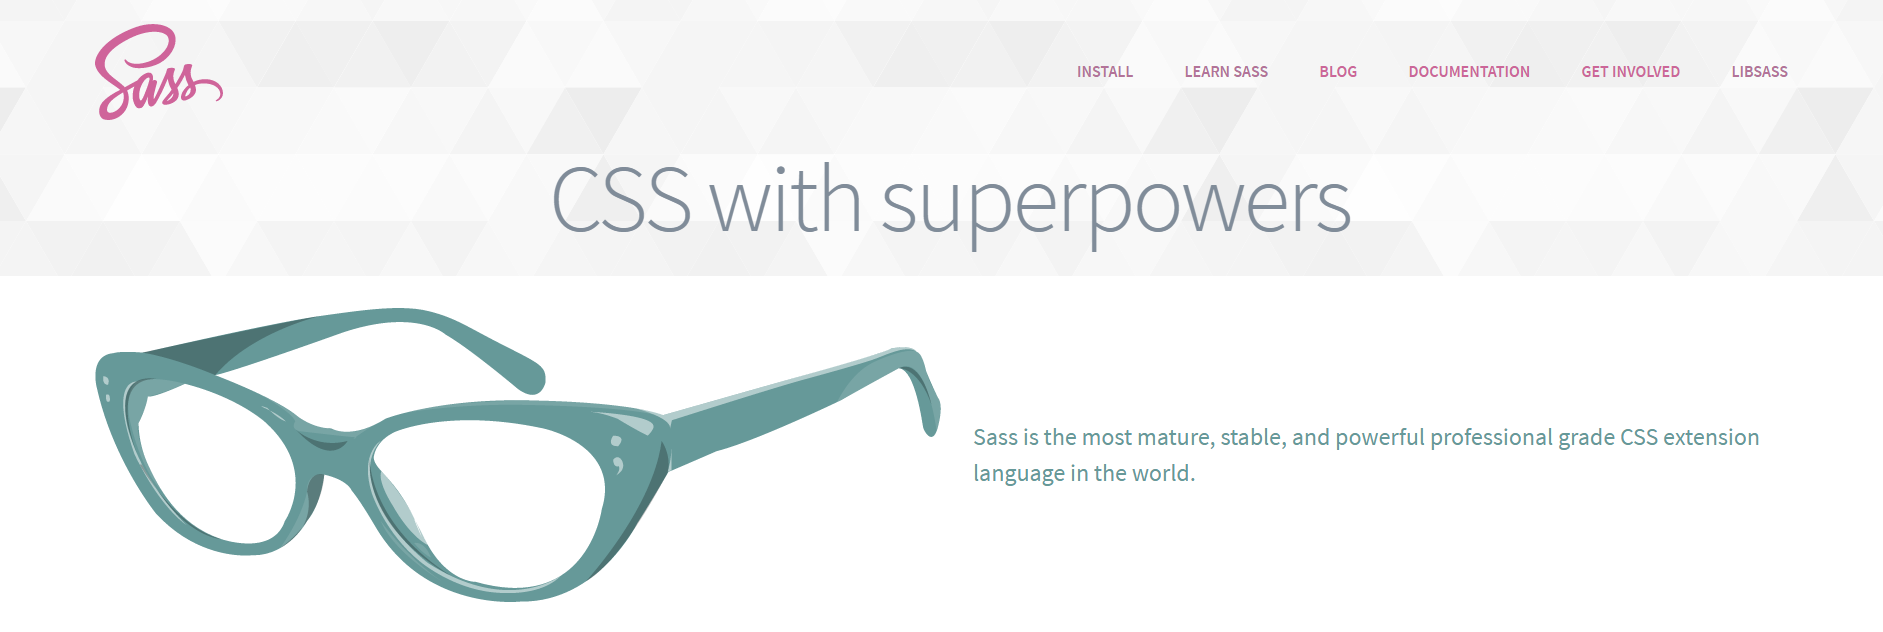 Sass
INSTALL
LEARN SASS
BLOG
DOCUMENTATION
GET INVOLVED
LIBSASS
CSS with superpowers
Sass is the most mature, stable, and powerful professional grade CSS extension
language in the world.